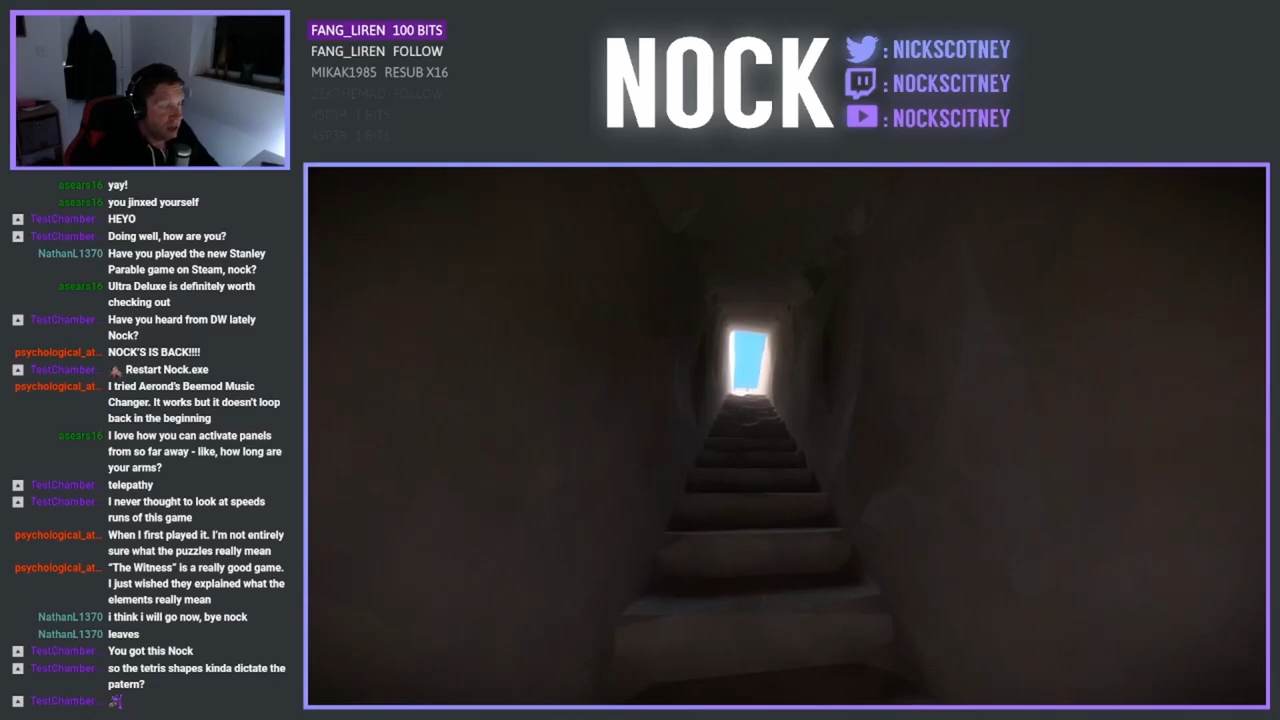 FANG_LIREN 100 BITS
FANG_LIREN FOLLOW
MIKAK1985 RESUB X16
ZEKTHEMAD FOLLOW
1 BITS
1 BITS
NOCK
: NICKSCOTNEY
: NOCKSCITNEY
: NOCKSCITNEY
asears16 yay!
asears16 you jinxed yourself
TestChamber HEYO
TestChamber Doing well, how are you?
NathanL1370 Have you played the new Stanley
Parable game on Steam, nock?
asears16 Ultra Deluxe is definitely worth
checking out
TestChamber Have you heard from DW lately
Nock?
psychological_at... NOCK'S IS BACK!!!!
TestChamber Restart Nock.exe
psychological_at... I tried Aerond's Beemod Music
Changer. It works but it doesn't loop
back in the beginning
asears16 I love how you can activate panels
from so far away - like, how long are
your arms?
TestChamber telepathy
TestChamber I never thought to look at speeds
runs of this game
psychological_at... When I first played it. I'm not entirely
sure what the puzzles really mean
psychological_at... “The Witness” is a really good game.
I just wished they explained what the
elements really mean
NathanL1370 i think i will go now, bye nock
NathanL1370 leaves
TestChamber You got this Nock
TestChamber so the tetris shapes kinda dictate the
patern?
TestChamber